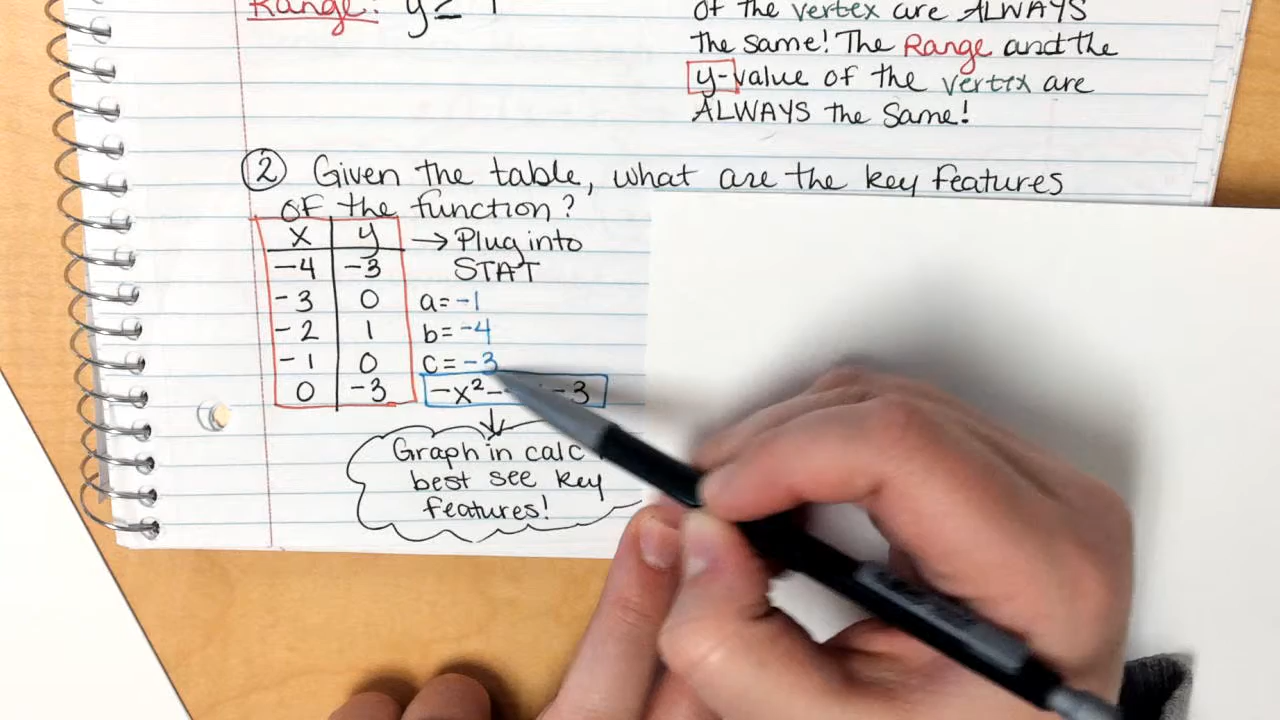 Range: y ≤ 1
of the vertex are ALWAYS
the same! The Range and the
y-value of the vertex are
ALWAYS the same!
② Given the table, what are the key features
of the function?
x y → Plug into
-4 -3 STAT
-3 0 a= -1
-2 1 b= -4
-1 0 c= -3
0 -3 -x² - -3
Graph in calc
best see key
features!